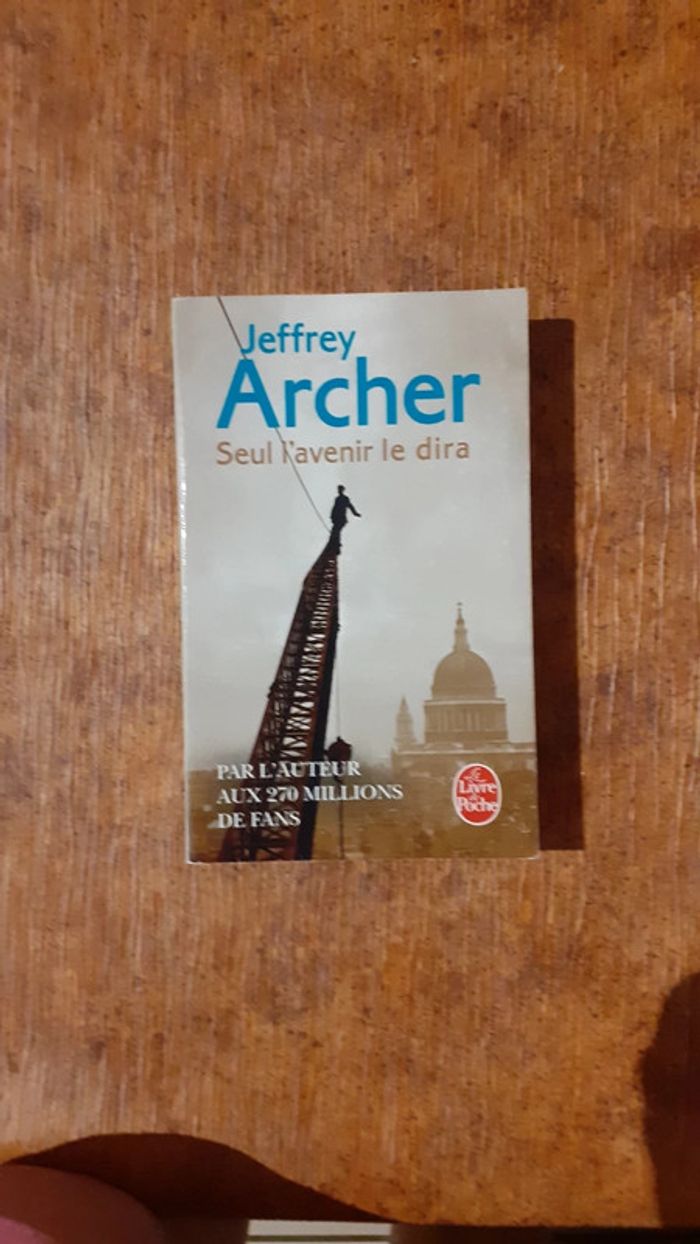 Jeffrey
Archer
Seul l'avenir le dira
PAR L'AUTEUR
AUX 270 MILLIONS
DE FANS
Le
Livre
de
Poche